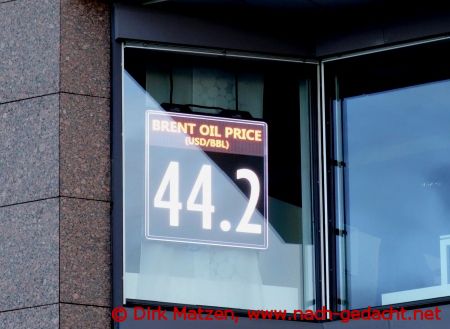 BRENT OIL PRICE
(USD/BBL)
44.2
© Dirk Matzen, www.nach-gedacht.net